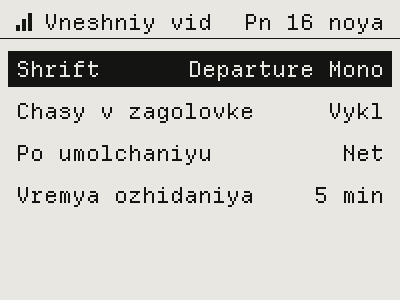 Vneshniy vid Pn 16 noya
Shrift Departure Mono
Chasy v zagolovke Vykl
Po umolchaniyu Net
Vremya ozhidaniya 5 min